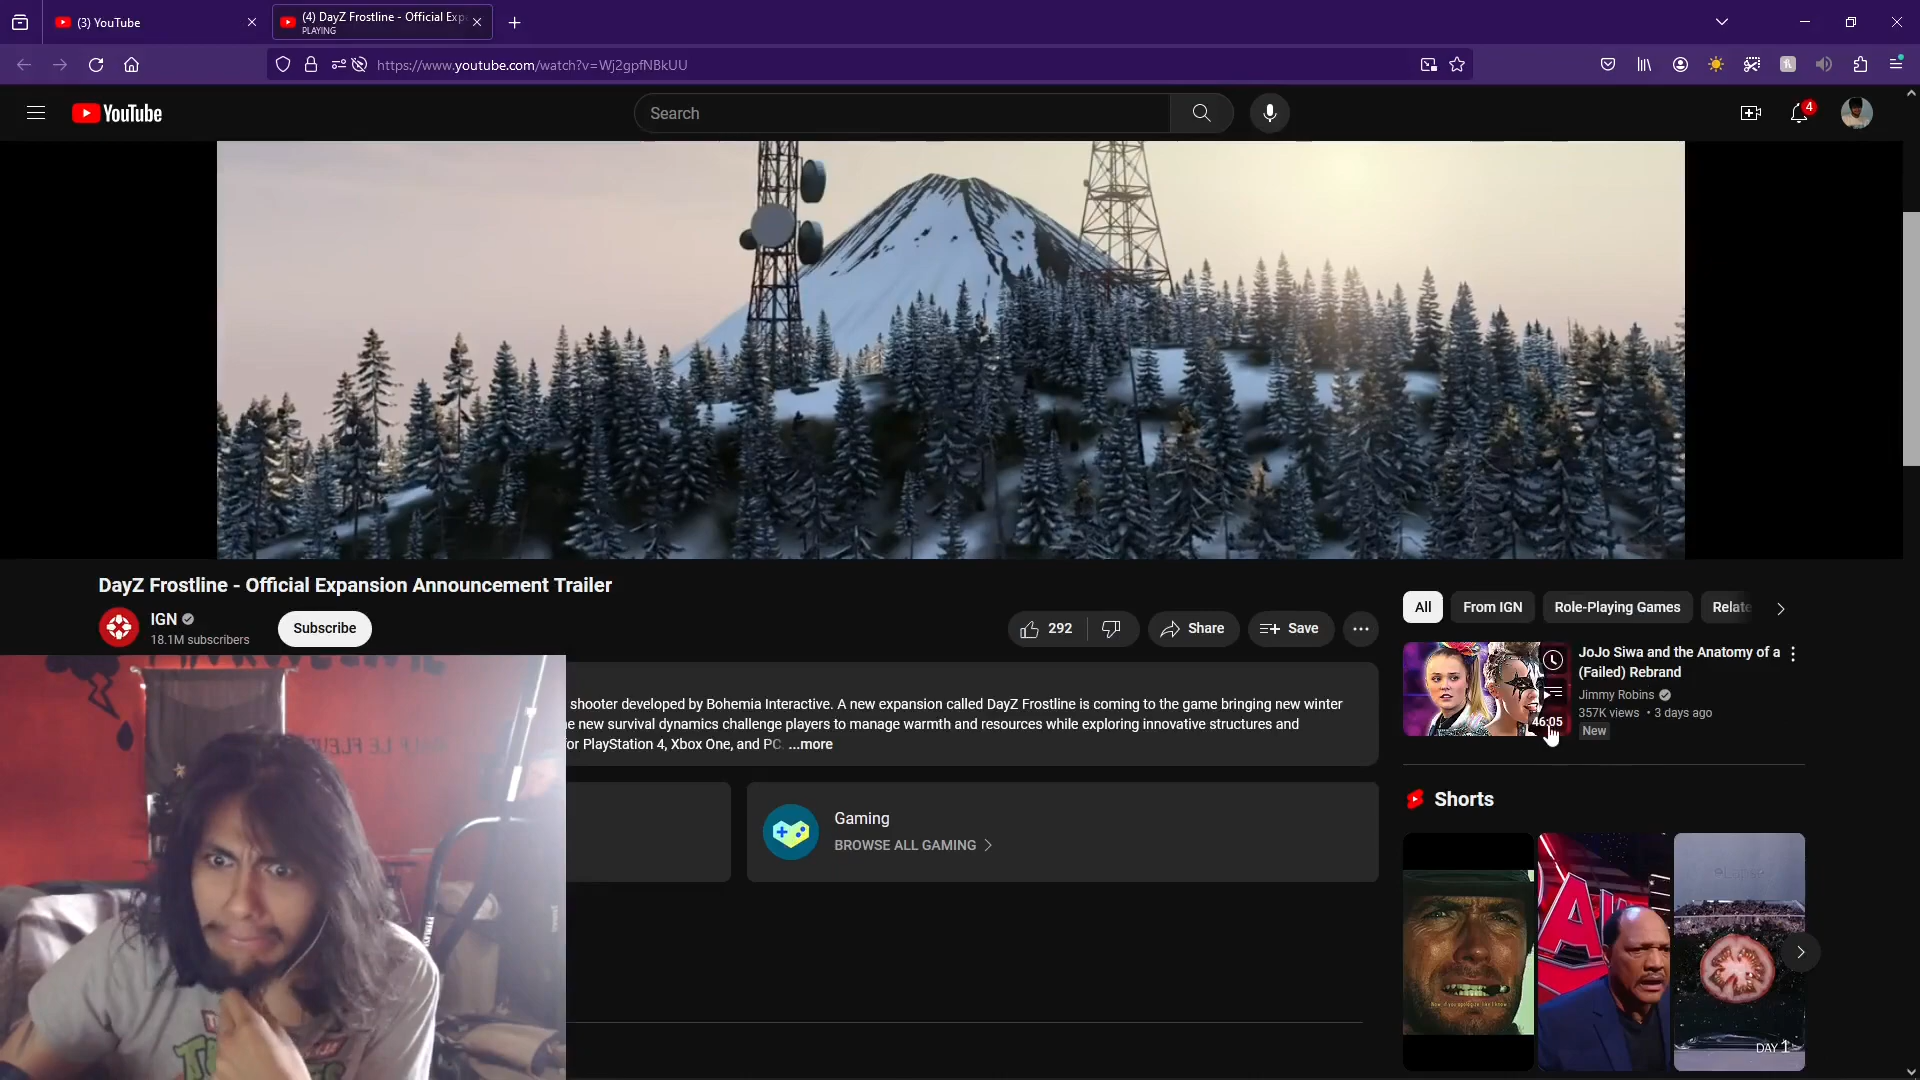 (3) YouTube
(4) DayZ Frostline - Official Exp
PLAYING
https://www.youtube.com/watch?v=Wj2gpfNBkUU
YouTube
Search
4
DayZ Frostline - Official Expansion Announcement Trailer
IGN
18.1M subscribers
Subscribe
292
Share
Save
shooter developed by Bohemia Interactive. A new expansion called DayZ Frostline is coming to the game bringing new winter
e new survival dynamics challenge players to manage warmth and resources while exploring innovative structures and
or PlayStation 4, Xbox One, and PC ...more
Gaming
BROWSE ALL GAMING
All
From IGN
Role-Playing Games
Relate
JoJo Siwa and the Anatomy of a
(Failed) Rebrand
Jimmy Robins
357K views • 3 days ago
New
46:05
Shorts
DAY 1